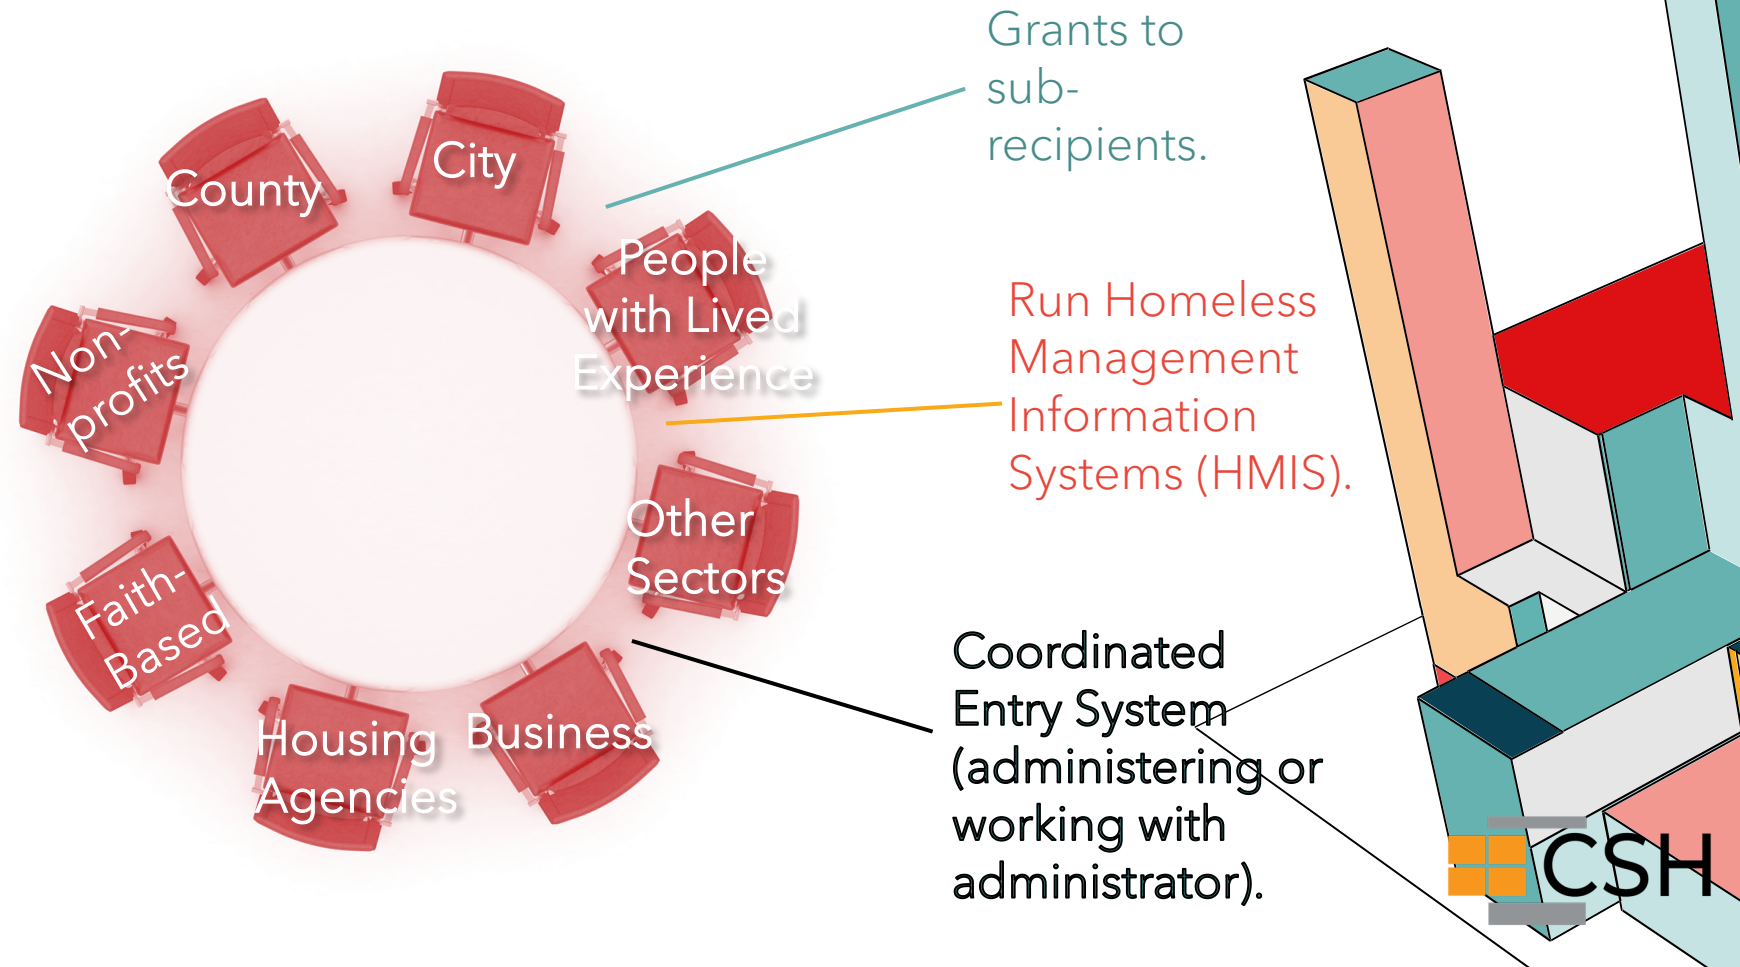 County
City
People
with Lived
Experience
Non-
profits
Other
Sectors
Faith-
Based
Housing
Agencies
Business
Grants to
sub-
recipients.
Run Homeless
Management
Information
Systems (HMIS).
Coordinated
Entry System
(administering or
working with
administrator).
CSH